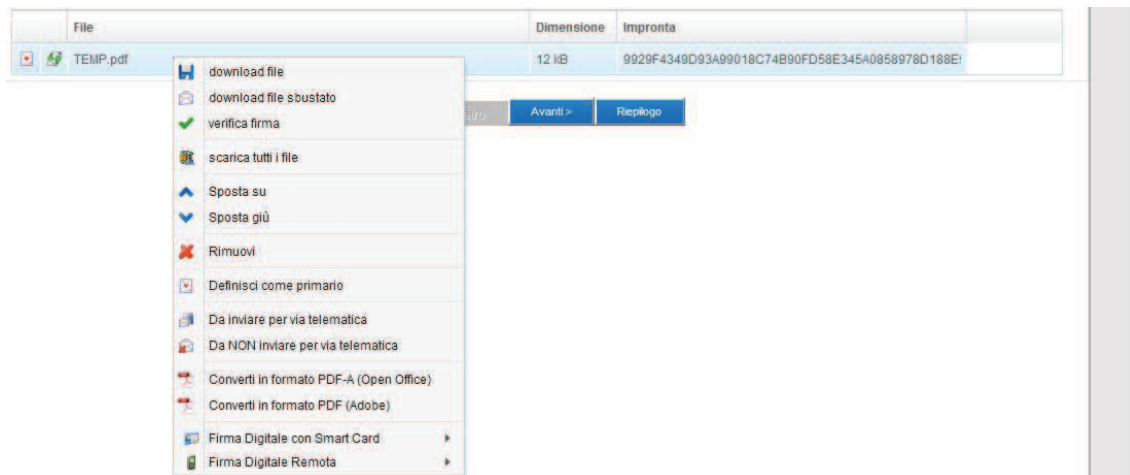 File Dimensione Impronta
TEMP.pdf 12 kB 9929F4349D93A99018C74B90FD58E345A0858978D188E
download file
download file sbustato
verifica firma
Avanti > Riepilogo
scarica tutti i file
Sposta su
Sposta giù
Rimuovi
Definisci come primario
Da inviare per via telematica
Da NON inviare per via telematica
Converti in formato PDF-A (Open Office)
Converti in formato PDF (Adobe)
Firma Digitale con Smart Card
Firma Digitale Remota